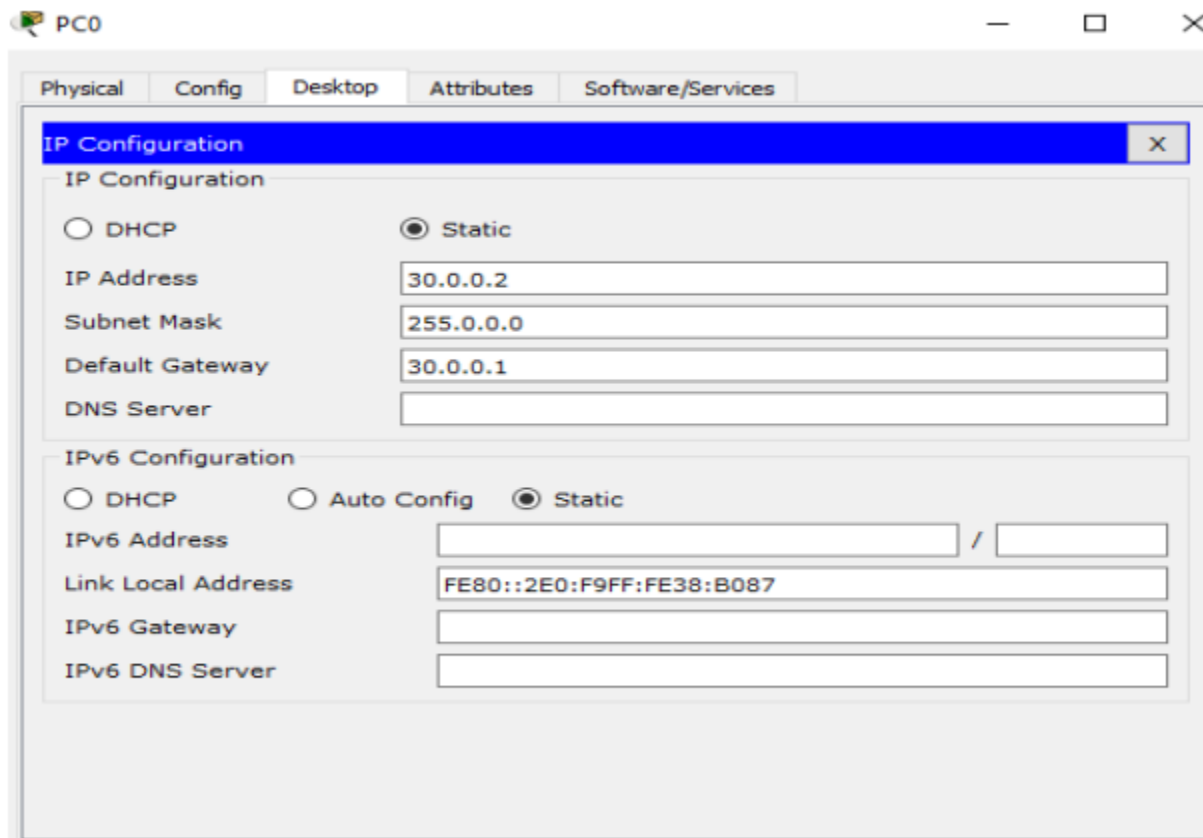 PC0
Physical Config Desktop Attributes Software/Services
IP Configuration X
IP Configuration
DHCP Static
IP Address 30.0.0.2
Subnet Mask 255.0.0.0
Default Gateway 30.0.0.1
DNS Server
IPv6 Configuration
DHCP Auto Config Static
IPv6 Address /
Link Local Address FE80::2E0:F9FF:FE38:B087
IPv6 Gateway
IPv6 DNS Server